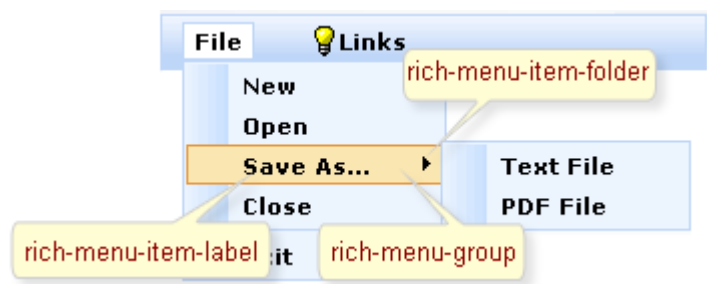 File Links
rich-menu-item-folder
New
Open
Save As...
Text File
Close
PDF File
rich-menu-item-label
:it
rich-menu-group